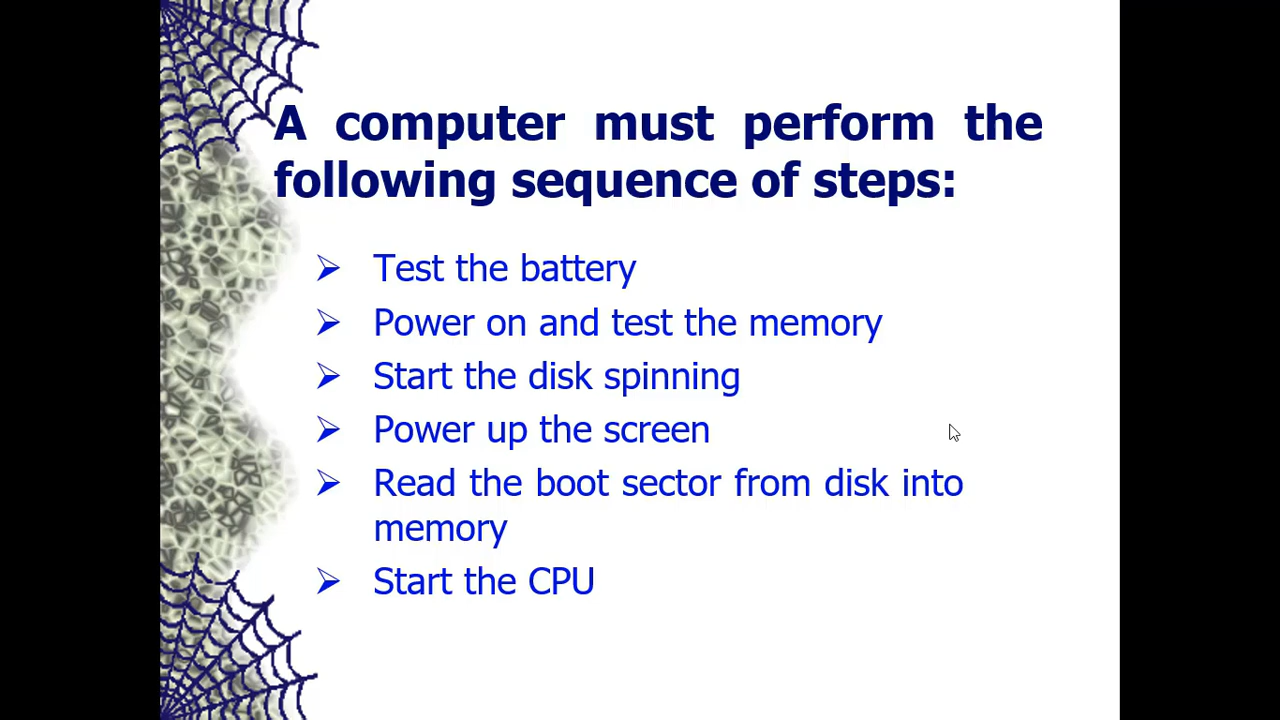 A computer must perform the
following sequence of steps:
Test the battery
Power on and test the memory
Start the disk spinning
Power up the screen
Read the boot sector from disk into
memory
Start the CPU